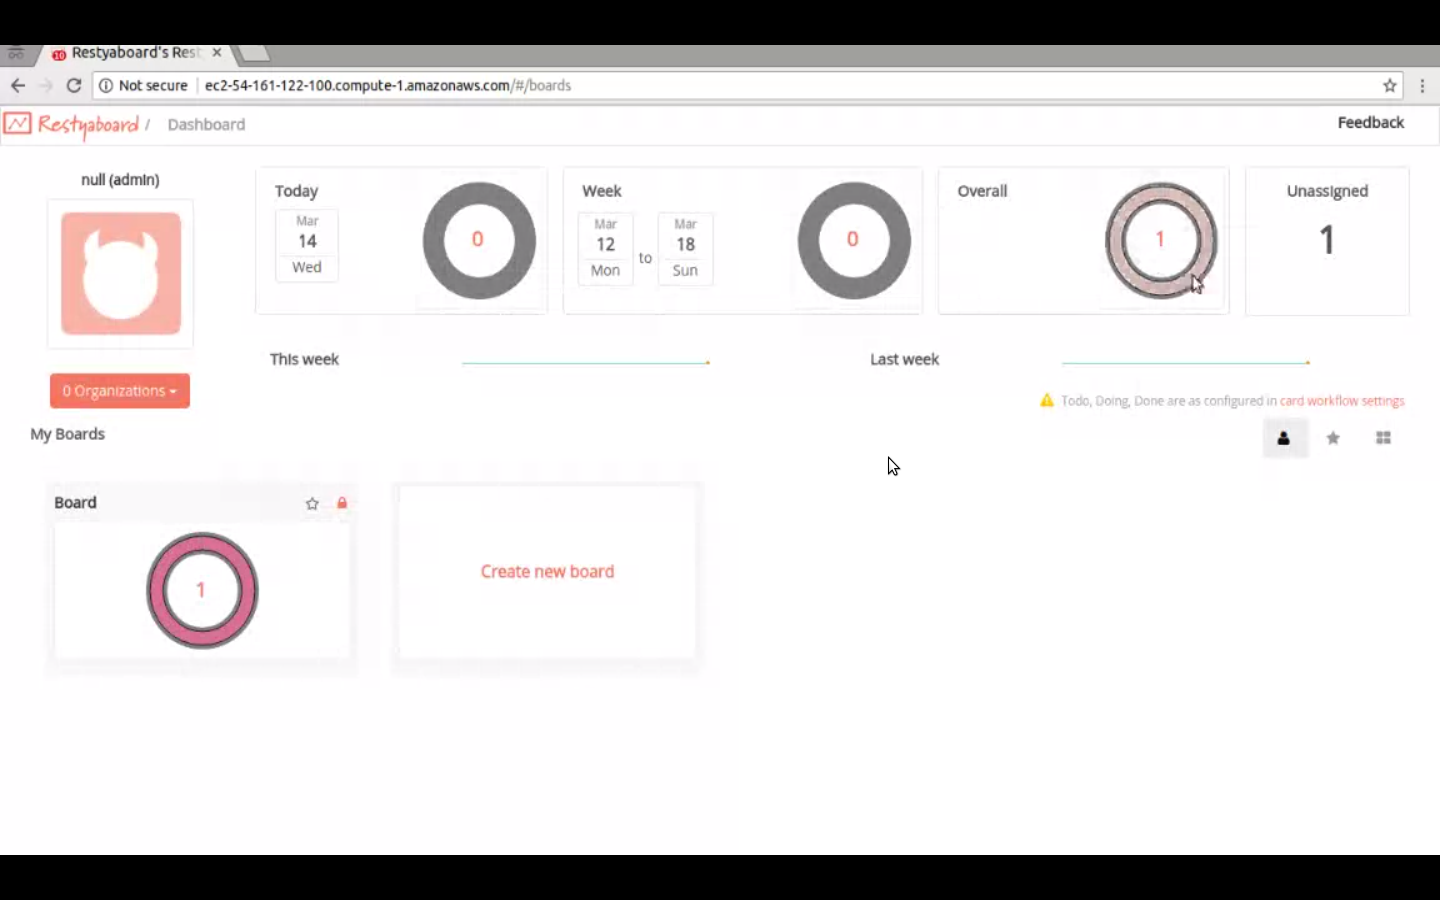 Restyaboard's Rest
Not secure
ec2-54-161-122-100.compute-1.amazonaws.com/#/boards
Restyaboard / Dashboard
Feedback
null (admin)
Today
Mar
14
Wed
0
Week
Mar
12
Mon
to
Mar
18
Sun
0
Overall
1
Unassigned
1
This week
Last week
0 Organizations
Todo, Doing, Done are as configured in card workflow settings
My Boards
Board
1
Create new board